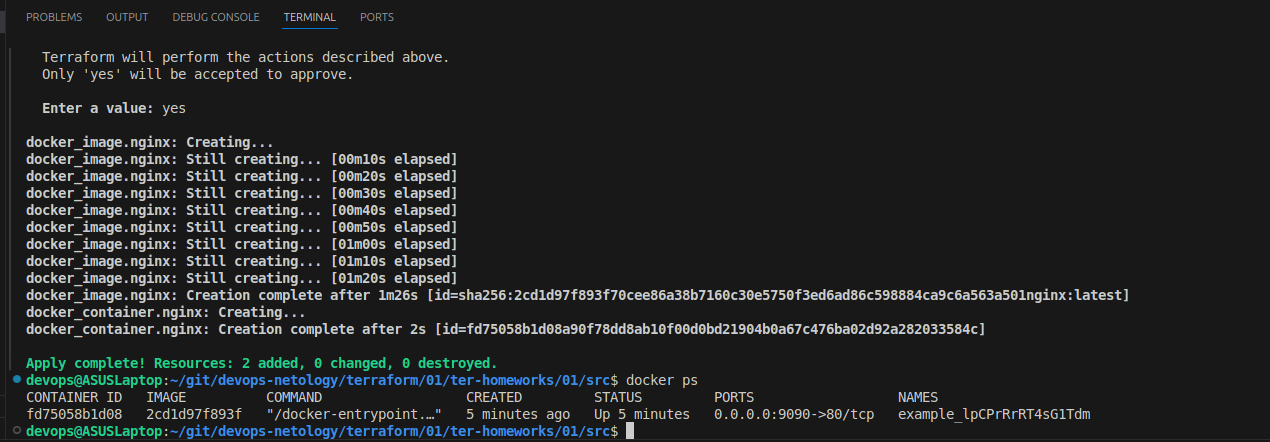 PROBLEMS OUTPUT DEBUG CONSOLE TERMINAL PORTS
Terraform will perform the actions described above.
Only 'yes' will be accepted to approve.
Enter a value: yes
docker_image.nginx: Creating...
docker_image.nginx: Still creating... [00m10s elapsed]
docker_image.nginx: Still creating... [00m20s elapsed]
docker_image.nginx: Still creating... [00m30s elapsed]
docker_image.nginx: Still creating... [00m40s elapsed]
docker_image.nginx: Still creating... [00m50s elapsed]
docker_image.nginx: Still creating... [01m00s elapsed]
docker_image.nginx: Still creating... [01m10s elapsed]
docker_image.nginx: Still creating... [01m20s elapsed]
docker_image.nginx: Creation complete after 1m26s [id=sha256:2cd1d97f893f70cee86a38b7160c30e5750f3ed6ad86c598884ca9c6a563a501nginx:latest]
docker_container.nginx: Creating...
docker_container.nginx: Creation complete after 2s [id=fd75058b1d08a90f78dd8ab10f00d0bd21904b0a67c476ba02d92a282033584c]
Apply complete! Resources: 2 added, 0 changed, 0 destroyed.
devops@ASUSLaptop:~/git/devops-netology/terraform/01/ter-homeworks/01/src$ docker ps
CONTAINER ID IMAGE COMMAND CREATED STATUS PORTS NAMES
fd75058b1d08 2cd1d97f893f "/docker-entrypoint.…" 5 minutes ago Up 5 minutes 0.0.0.0:9090->80/tcp example_lpCPrRrRT4sG1Tdm
devops@ASUSLaptop:~/git/devops-netology/terraform/01/ter-homeworks/01/src$